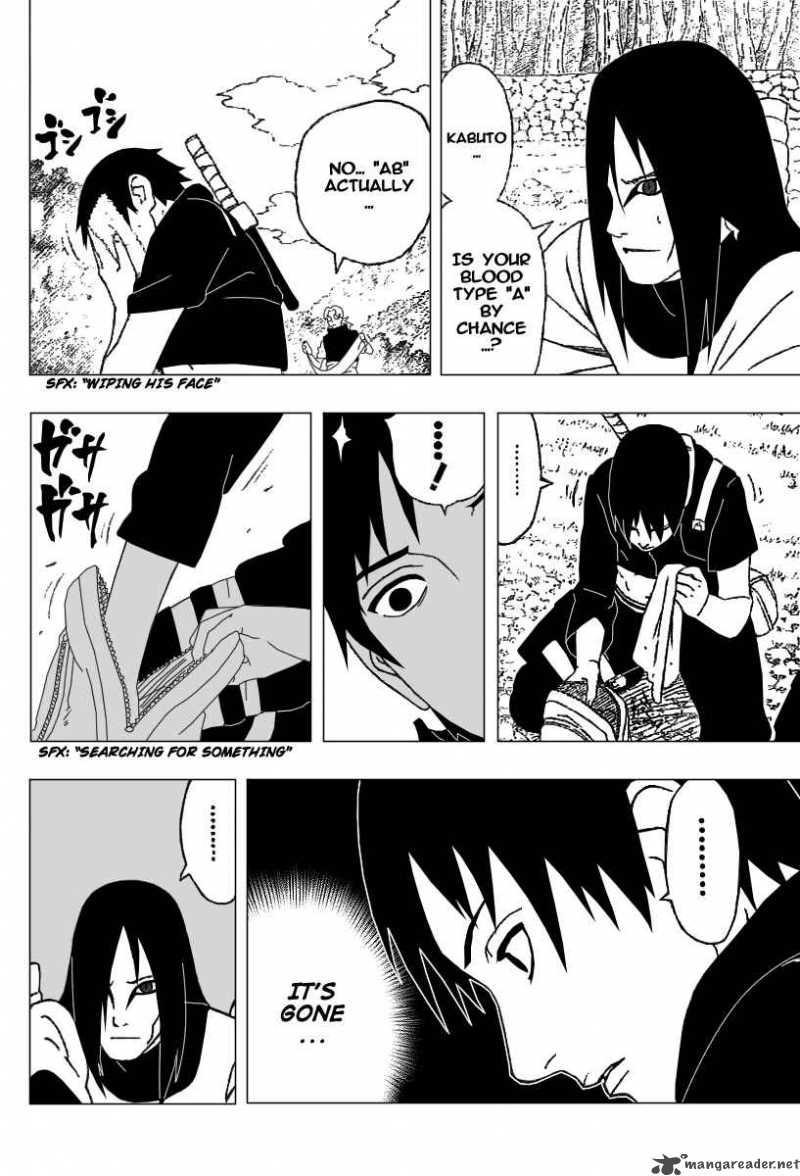 KABUTO
...
IS YOUR
BLOOD
TYPE "A"
BY
CHANCE
...?
NO... "AB"
ACTUALLY
...
ゴシ
ゴシ
SFX: "WIPING HIS FACE"
........
.....!
ガサ
ガサ
SFX: "SEARCHING FOR SOMETHING"
........
IT'S
GONE
...
........
mangareader.net